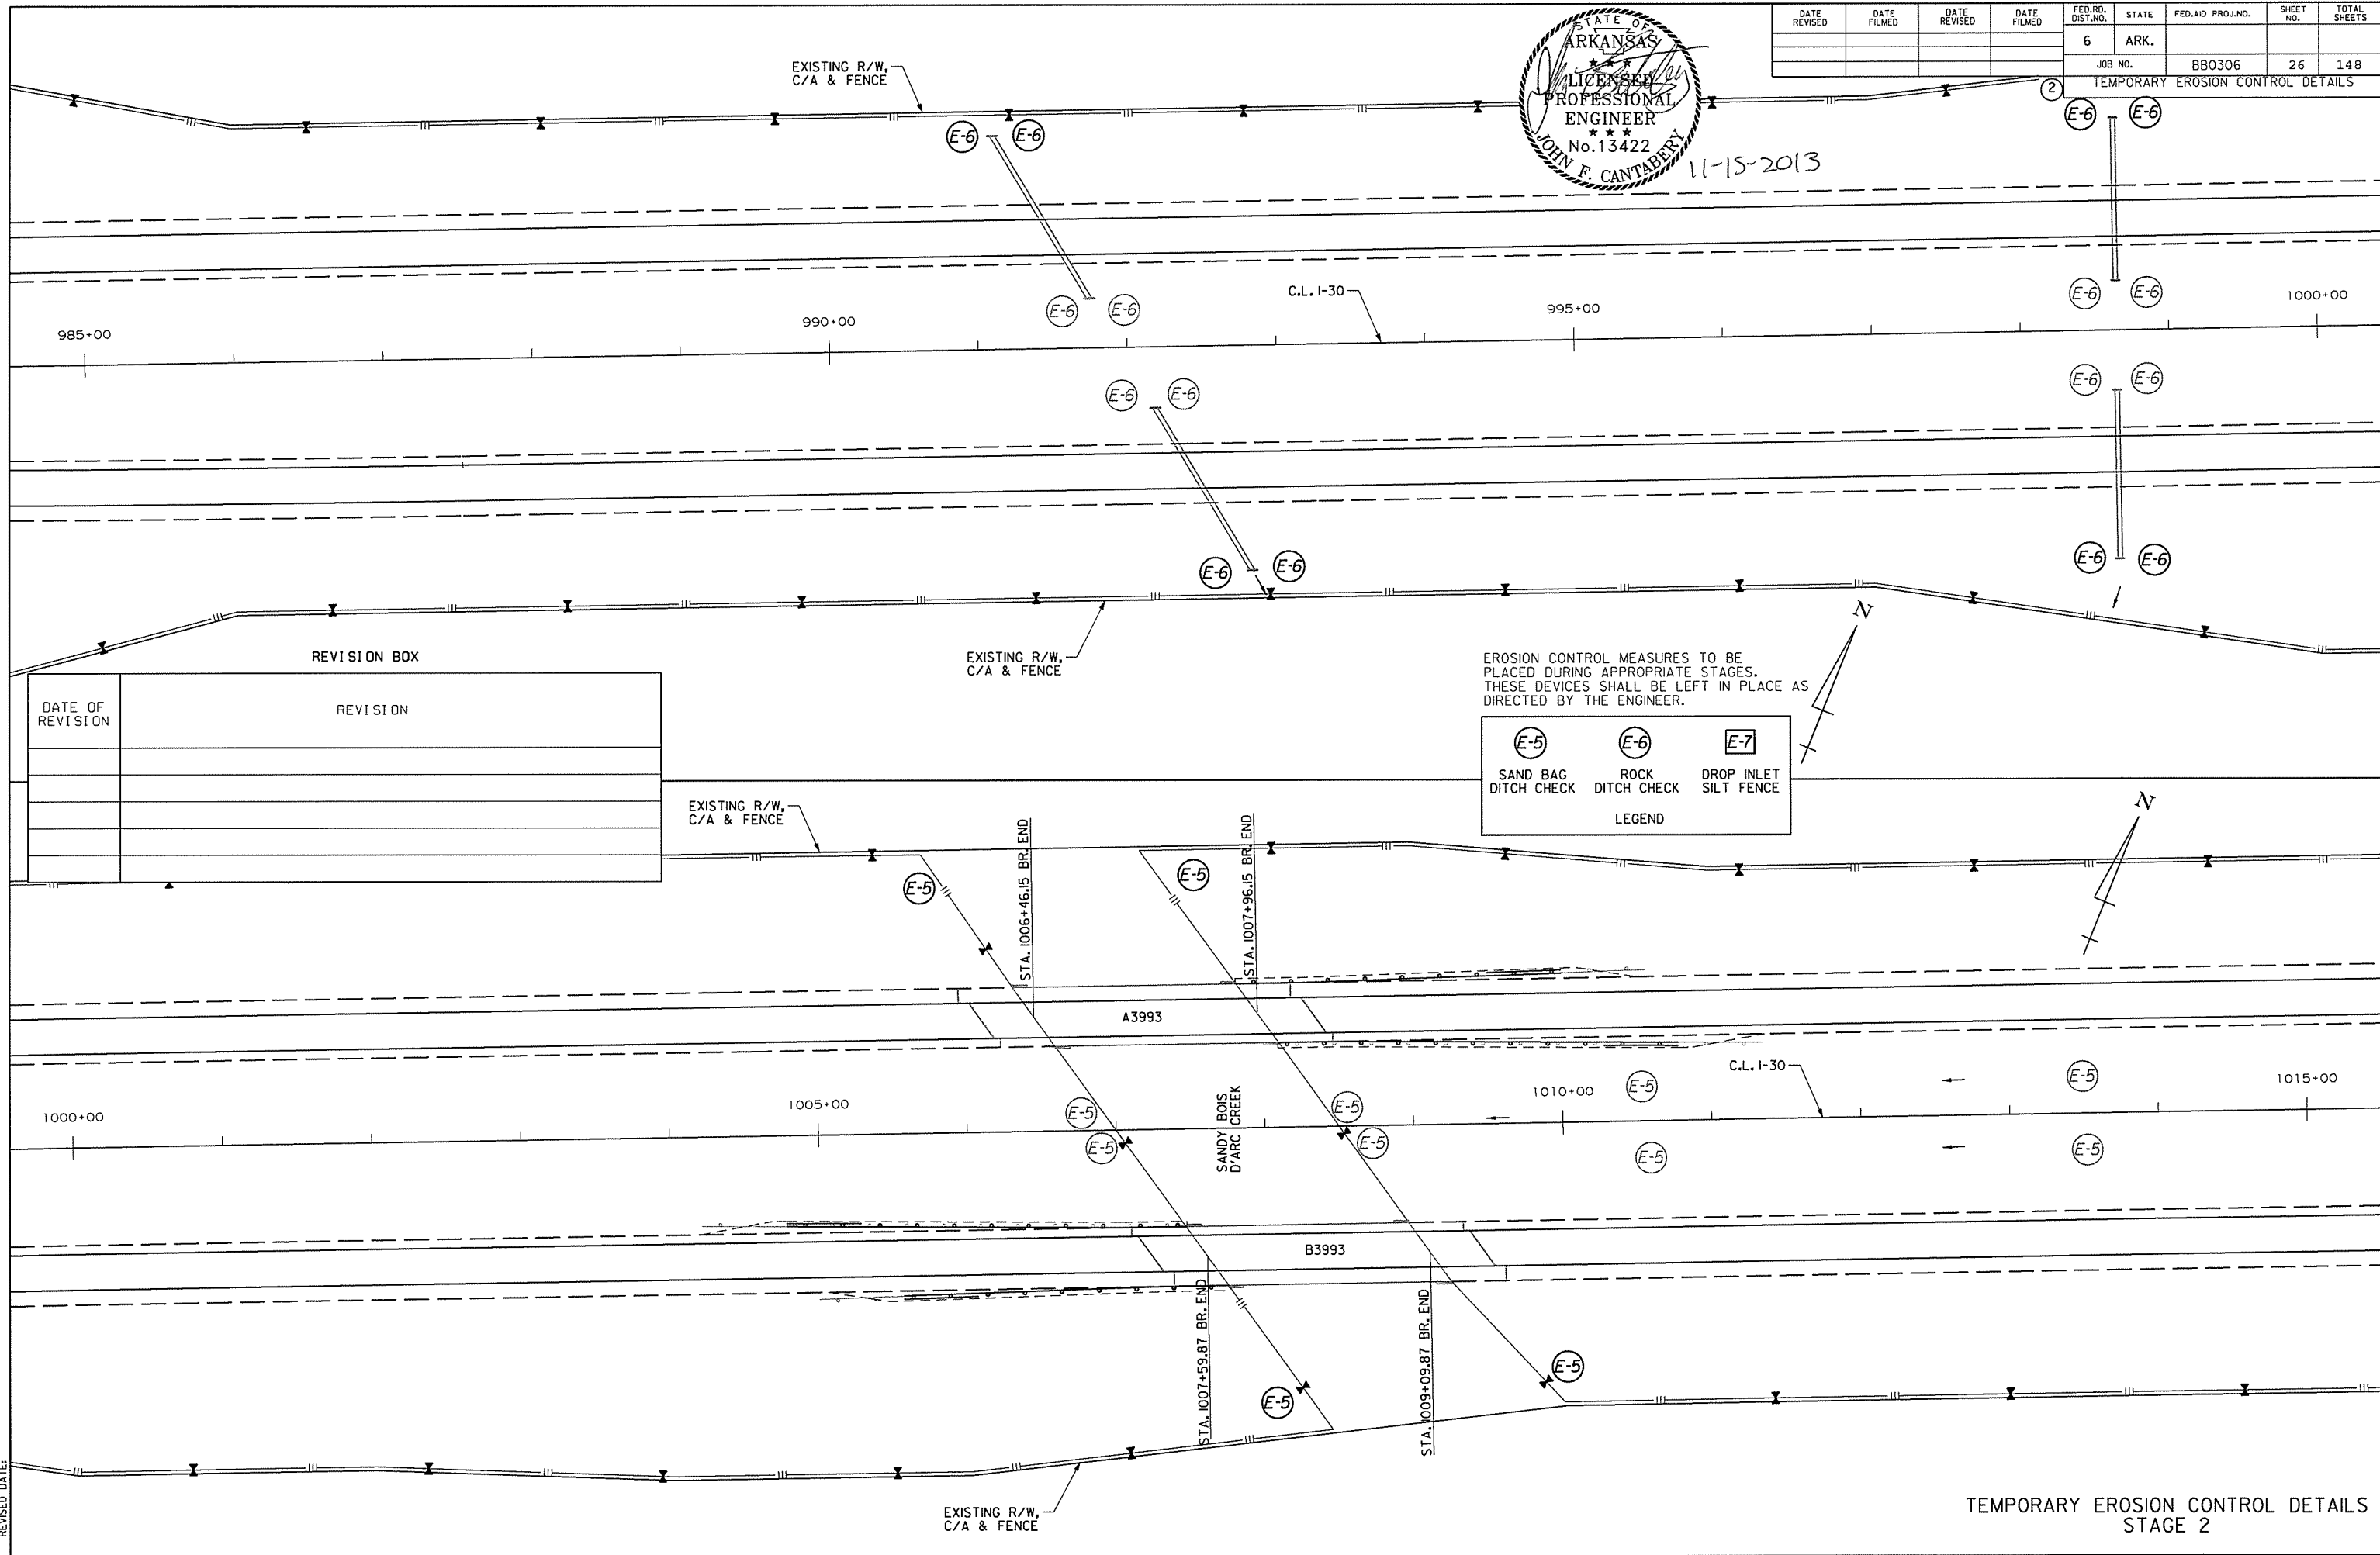 DATE REVISED
DATE FILMED
DATE REVISED
DATE FILMED
FED.RD. DIST.NO.
STATE
FED.AID PROJ.NO.
SHEET NO.
TOTAL SHEETS
6
ARK.
JOB NO.
BB0306
26
148
2
TEMPORARY EROSION CONTROL DETAILS
STATE OF
ARKANSAS
★ ★ ★
LICENSED
PROFESSIONAL
ENGINEER
★ ★ ★
No.13422
JOHN F. CANTABERY
11-15-2013
EXISTING R/W,
C/A & FENCE
E-6
E-6
E-6
E-6
E-6
E-6
E-6
E-6
C.L. I-30
985+00
990+00
995+00
1000+00
E-6
E-6
E-6
E-6
E-6
E-6
E-6
E-6
EXISTING R/W,
C/A & FENCE
N
REVISION BOX
DATE OF
REVISION
REVISION
EROSION CONTROL MEASURES TO BE
PLACED DURING APPROPRIATE STAGES.
THESE DEVICES SHALL BE LEFT IN PLACE AS
DIRECTED BY THE ENGINEER.
E-5
E-6
E-7
SAND BAG
DITCH CHECK
ROCK
DITCH CHECK
DROP INLET
SILT FENCE
LEGEND
EXISTING R/W,
C/A & FENCE
N
STA. 1006+46.15 BR. END
STA. 1007+96.15 BR. END
E-5
E-5
A3993
C.L. I-30
1000+00
1005+00
1010+00
1015+00
E-5
E-5
E-5
E-5
E-5
E-5
E-5
E-5
SANDY BOIS
D'ARC CREEK
B3993
STA. 1007+59.87 BR. END
STA. 1009+09.87 BR. END
E-5
E-5
EXISTING R/W,
C/A & FENCE
REVISED DATE:
TEMPORARY EROSION CONTROL DETAILS
STAGE 2